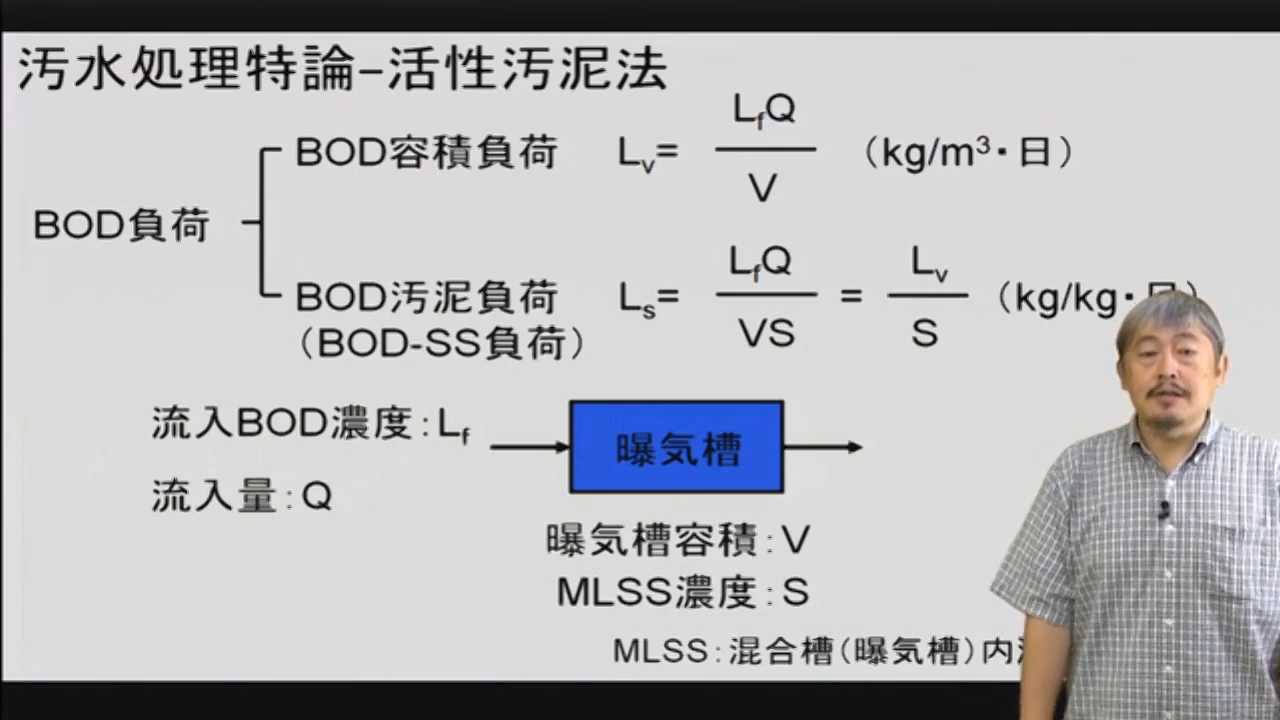 汚水処理特論–活性汚泥法
BOD負荷
BOD容積負荷 Lv= LfQ / V （kg/m³・日）
BOD汚泥負荷 Ls= LfQ / VS = Lv / S （kg/kg・日）
（BOD-SS負荷）
流入BOD濃度：Lf
流入量：Q
曝気槽
曝気槽容積：V
MLSS濃度：S
MLSS：混合槽（曝気槽）内